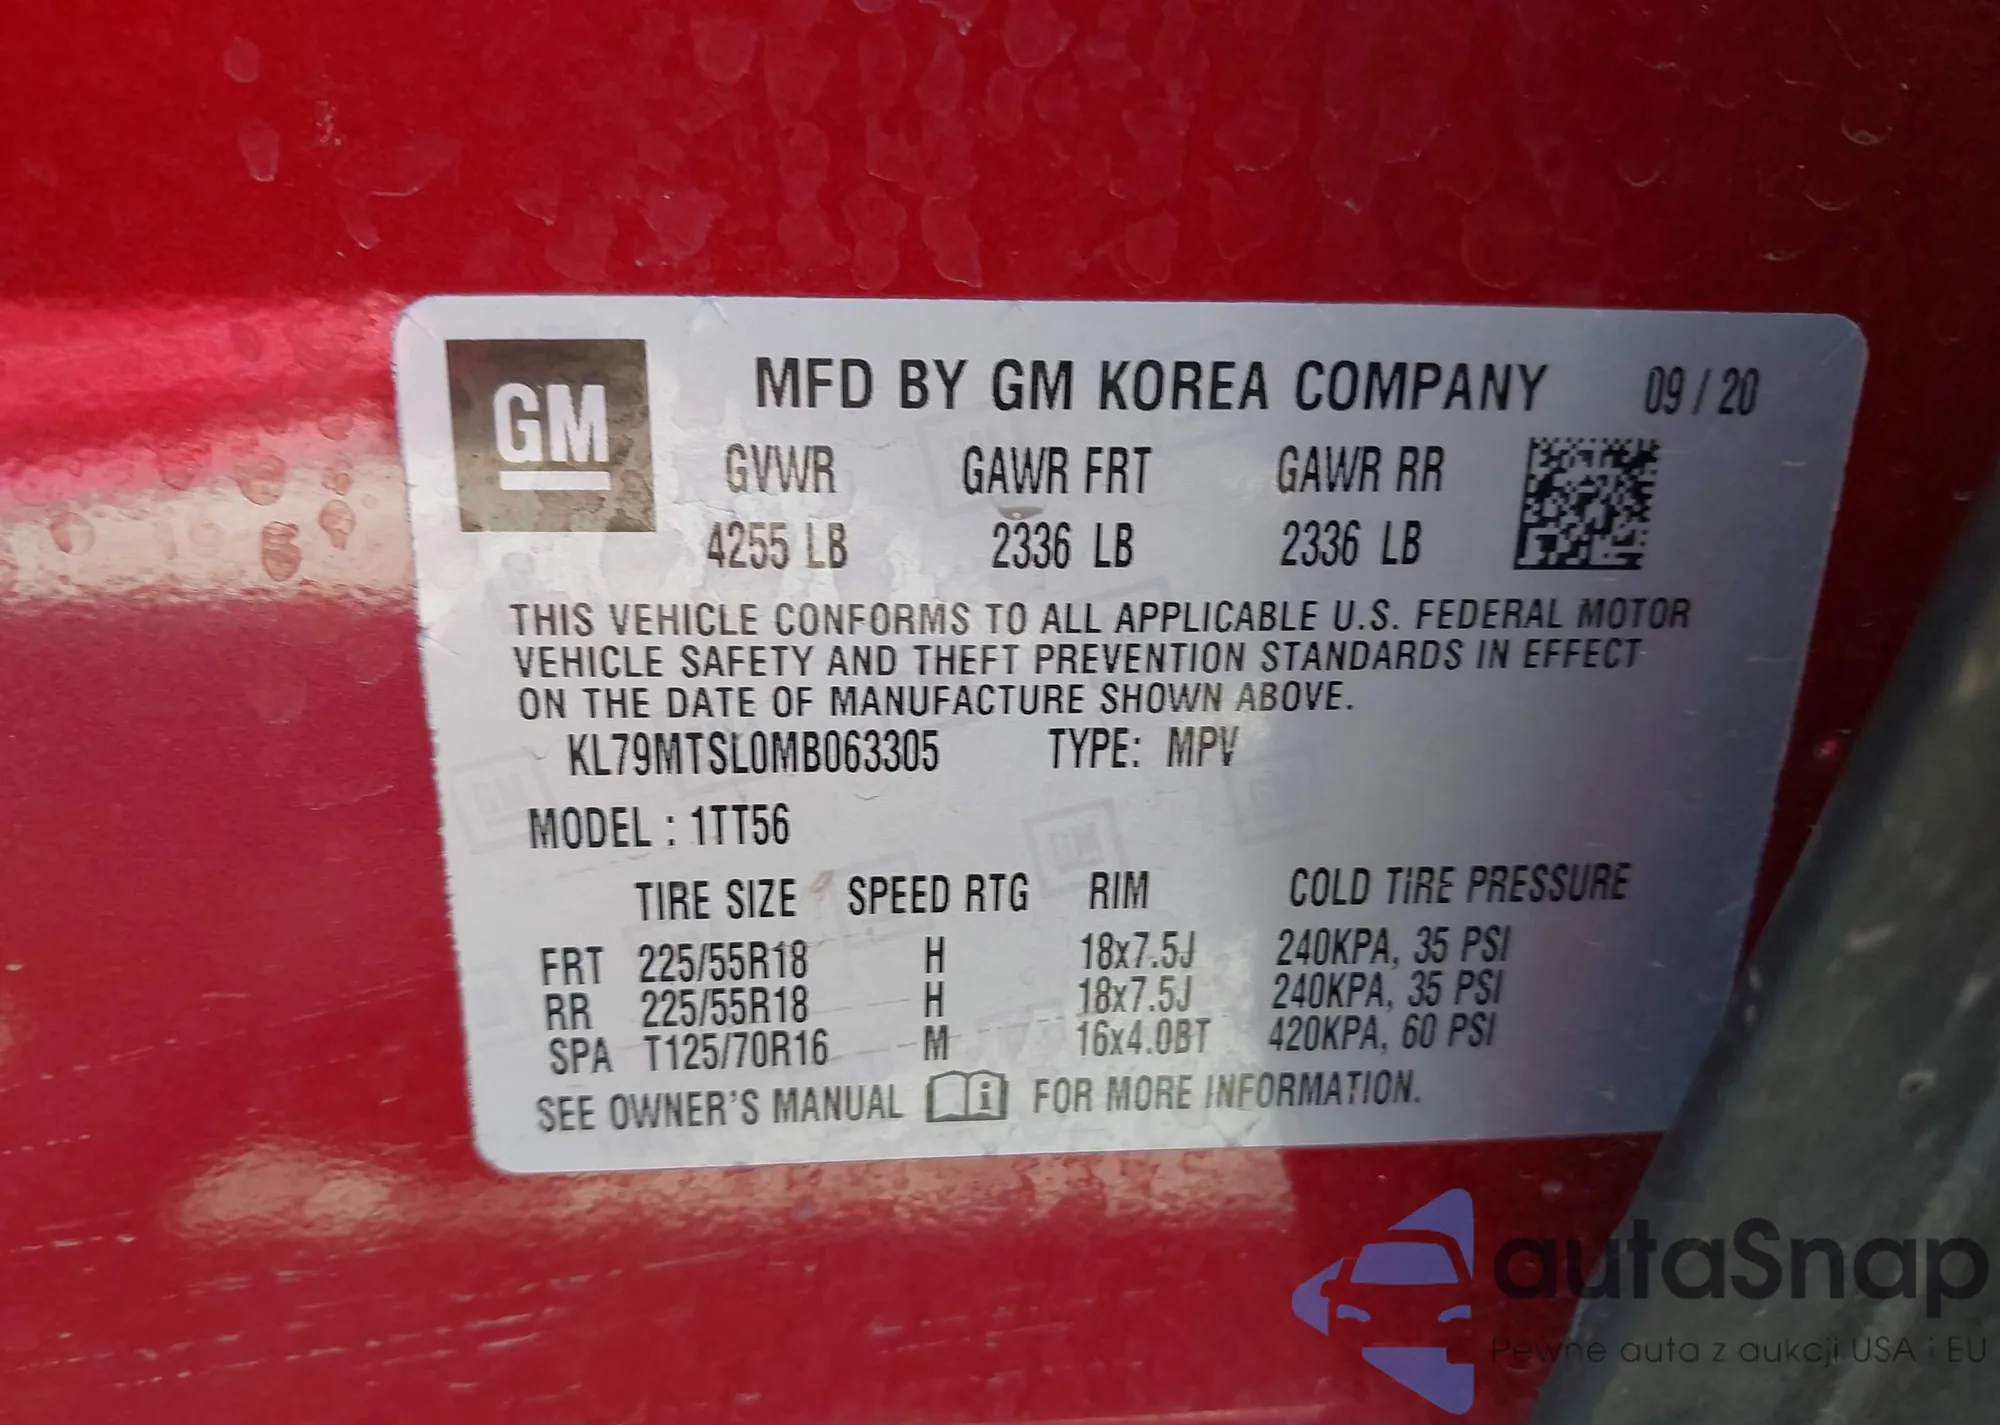 GM
MFD BY GM KOREA COMPANY 09 / 20
GVWR GAWR FRT GAWR RR
4255 LB 2336 LB 2336 LB
THIS VEHICLE CONFORMS TO ALL APPLICABLE U.S. FEDERAL MOTOR
VEHICLE SAFETY AND THEFT PREVENTION STANDARDS IN EFFECT
ON THE DATE OF MANUFACTURE SHOWN ABOVE.
KL79MTSL0MB063305 TYPE: MPV
MODEL : 1TT56
TIRE SIZE SPEED RTG RIM COLD TIRE PRESSURE
FRT 225/55R18 H 18x7.5J 240KPA, 35 PSI
RR 225/55R18 H 18x7.5J 240KPA, 35 PSI
SPA T125/70R16 M 16x4.0BT 420KPA, 60 PSI
SEE OWNER'S MANUAL i FOR MORE INFORMATION.
autaSnap
Pewne auta z aukcji USA i EU